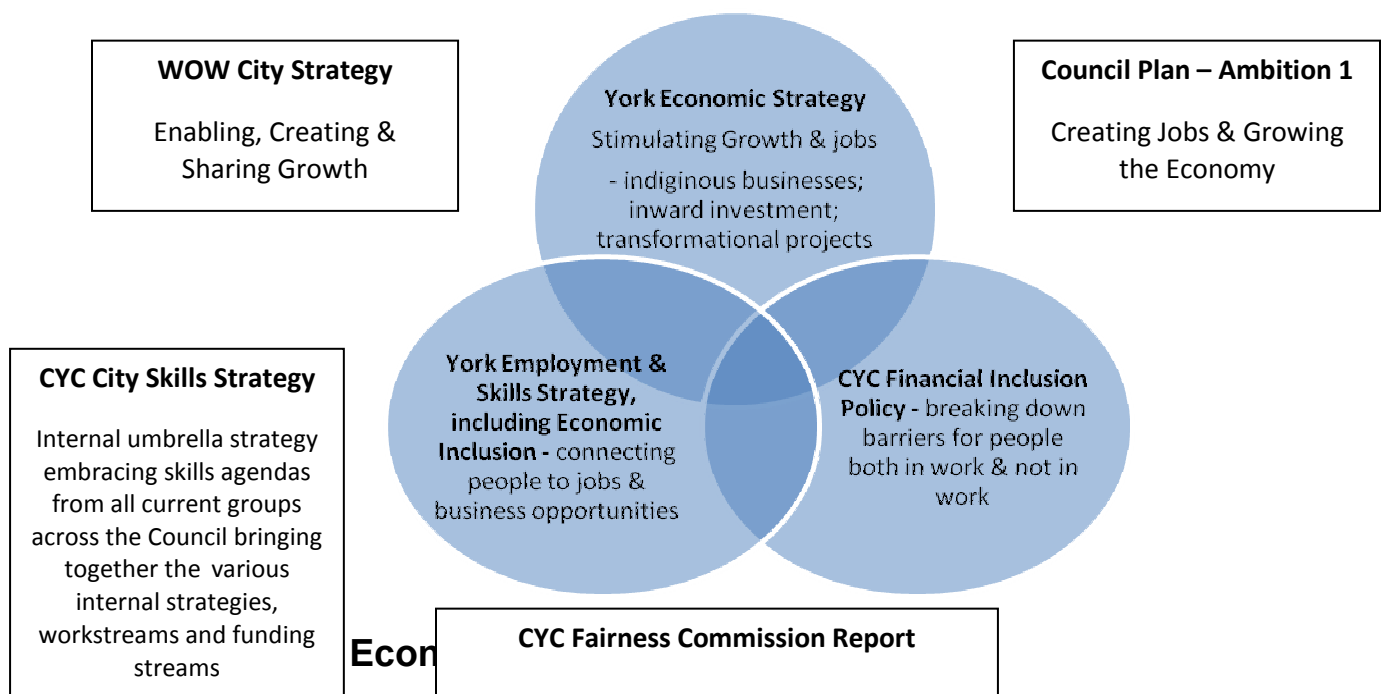 WOW City Strategy
Enabling, Creating &
Sharing Growth
York Economic Strategy
Stimulating Growth & jobs
- indiginous businesses;
inward investment;
transformational projects
Council Plan – Ambition 1
Creating Jobs & Growing
the Economy
CYC City Skills Strategy
Internal umbrella strategy
embracing skills agendas
from all current groups
across the Council bringing
together the various
internal strategies,
workstreams and funding
streams
York Employment &
Skills Strategy,
including Economic
Inclusion - connecting
people to jobs &
business opportunities
CYC Financial Inclusion
Policy - breaking down
barriers for people
both in work & not in
work
CYC Fairness Commission Report